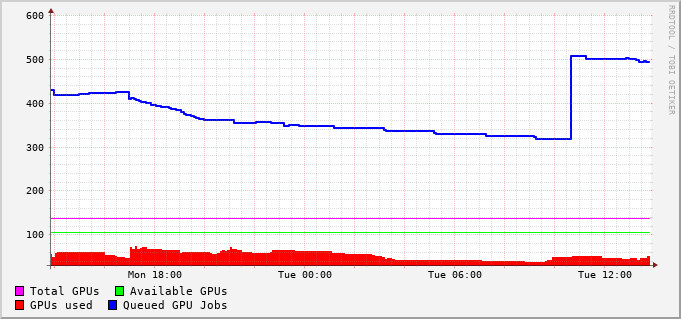 600
500
400
300
200
100
Mon 18:00 Tue 00:00 Tue 06:00 Tue 12:00
Total GPUs Available GPUs
GPUs used Queued GPU Jobs
RRDTOOL / TOBI OETIKER